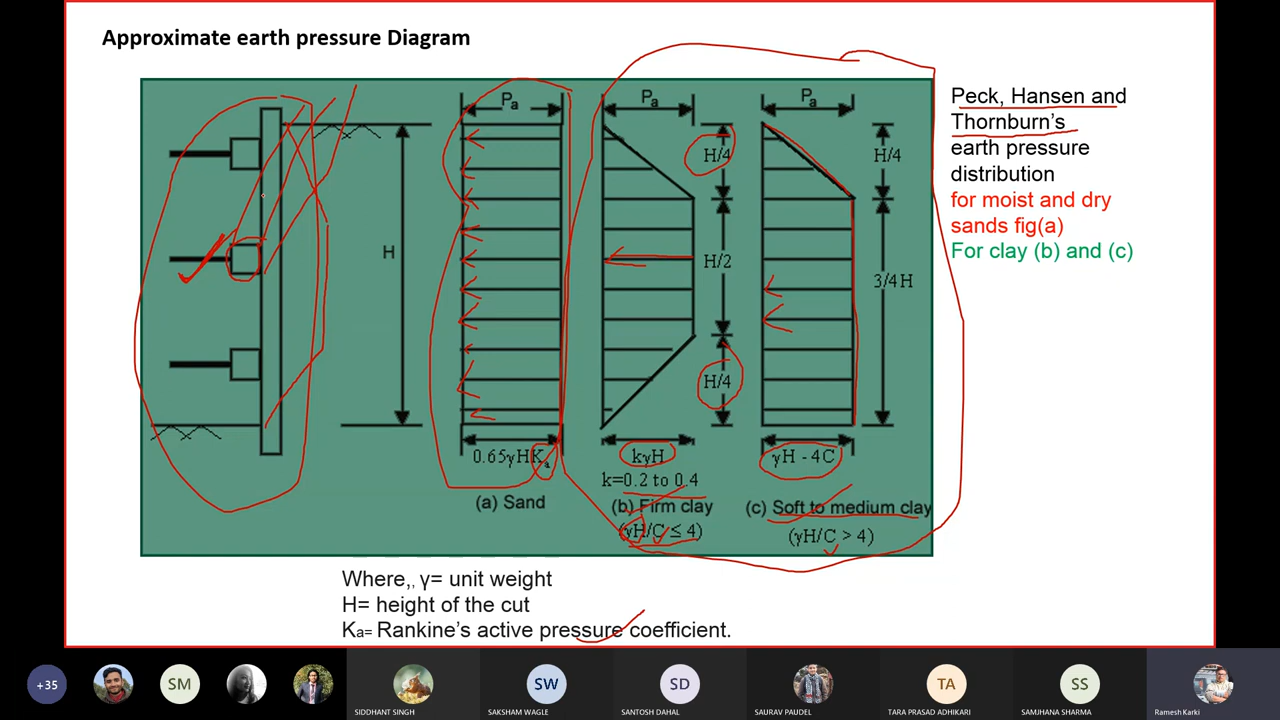 Approximate earth pressure Diagram
Pₐ
Pₐ
Pₐ
H
H/4
H/2
H/4
H/4
3/4H
0.65γHKₐ
kγH
k=0.2 to 0.4
γH - 4C
(a) Sand
(b) Firm clay
(γH/C ≤ 4)
(c) Soft to medium clay
(γH/C > 4)
Peck, Hansen and
Thornburn's
earth pressure
distribution
for moist and dry
sands fig(a)
For clay (b) and (c)
Where,, γ= unit weight
H= height of the cut
Kₐ₌ Rankine's active pressure coefficient.
+35
SM
SIDDHANT SINGH
SW
SAKSHAM WAGLE
SD
SANTOSH DAHAL
SAURAV PAUDEL
TA
TARA PRASAD ADHIKARI
SS
SAMJHANA SHARMA
Ramesh Karki